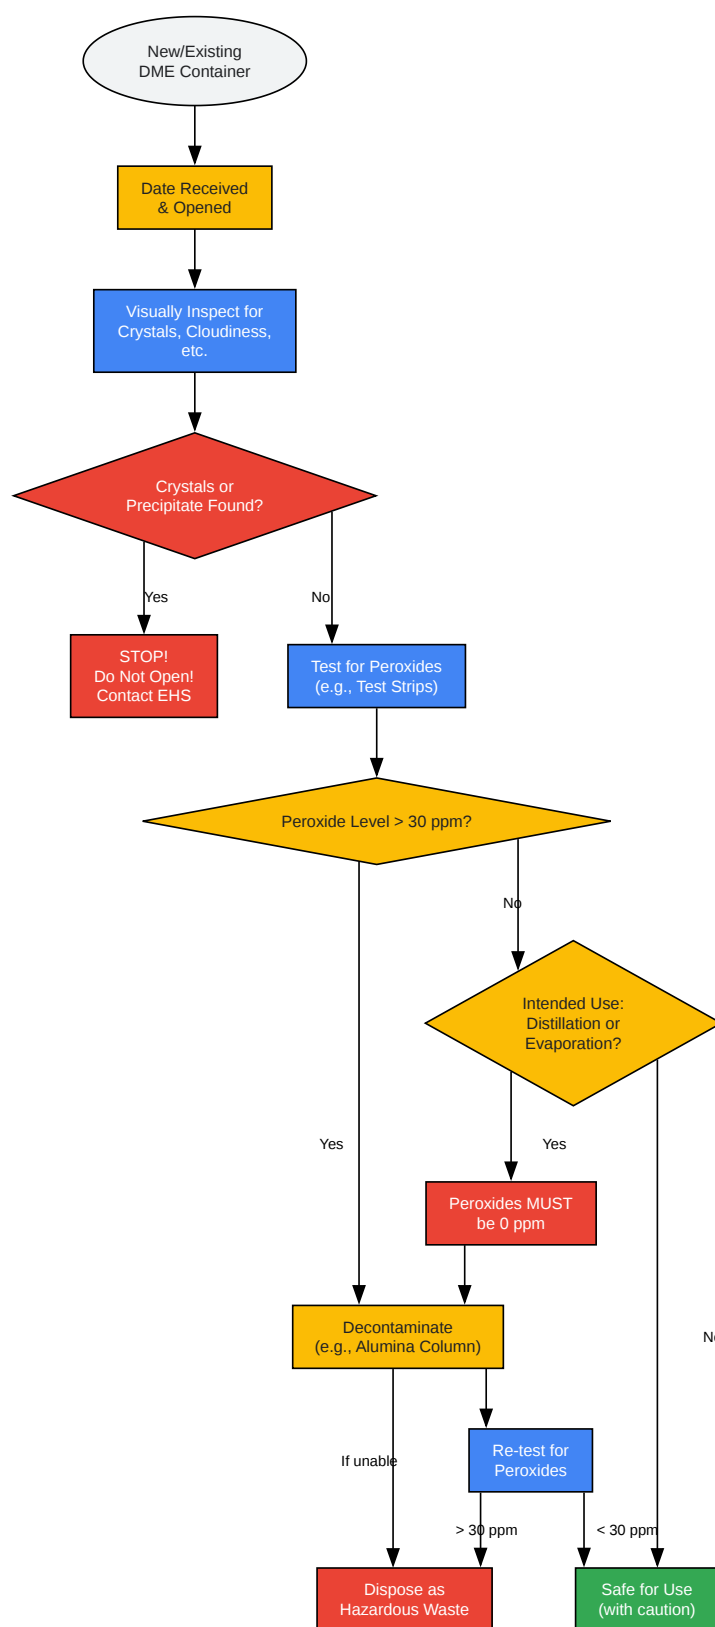 New/Existing
DME Container
Date Received
& Opened
Visually Inspect for
Crystals, Cloudiness,
etc.
Crystals or
Precipitate Found?
Yes
No
STOP!
Do Not Open!
Contact EHS
Test for Peroxides
(e.g., Test Strips)
Peroxide Level > 30 ppm?
No
Intended Use:
Distillation or
Evaporation?
Yes
Yes
Peroxides MUST
be 0 ppm
Decontaminate
(e.g., Alumina Column)
No
If unable
Re-test for
Peroxides
> 30 ppm
< 30 ppm
Dispose as
Hazardous Waste
Safe for Use
(with caution)